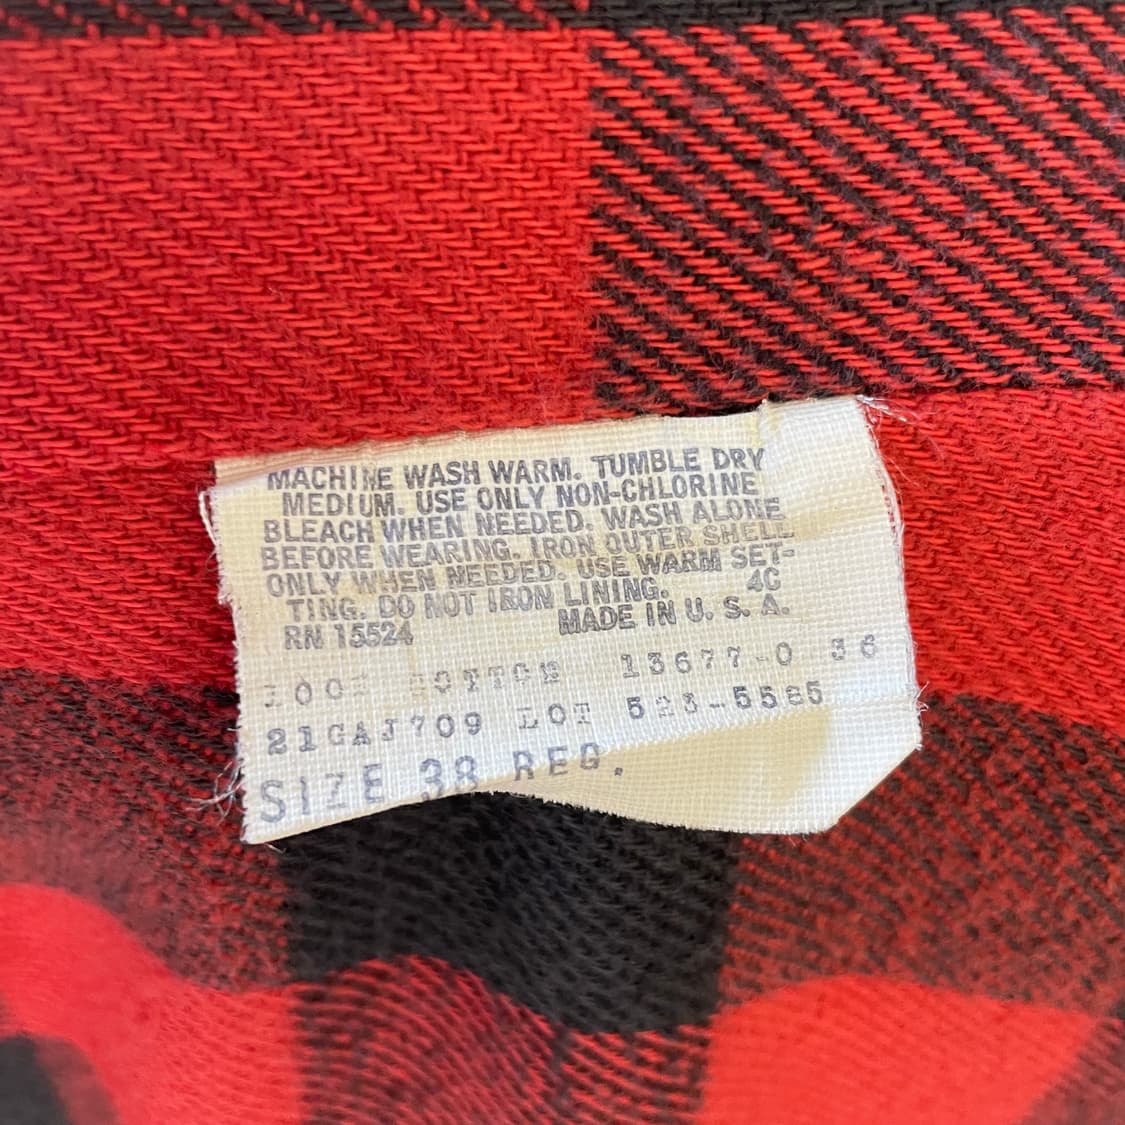 MACHINE WASH WARM. TUMBLE DRY
MEDIUM. USE ONLY NON-CHLORINE
BLEACH WHEN NEEDED. WASH ALONE
BEFORE WEARING. IRON OUTER SHELL
ONLY WHEN NEEDED. USE WARM SET-
TING. DO NOT IRON LINING. 4C
RN 15524 MADE IN U. S. A.
100% COTTON 13677-0 36
21CAJ709 LOT
SIZE 38 REG.